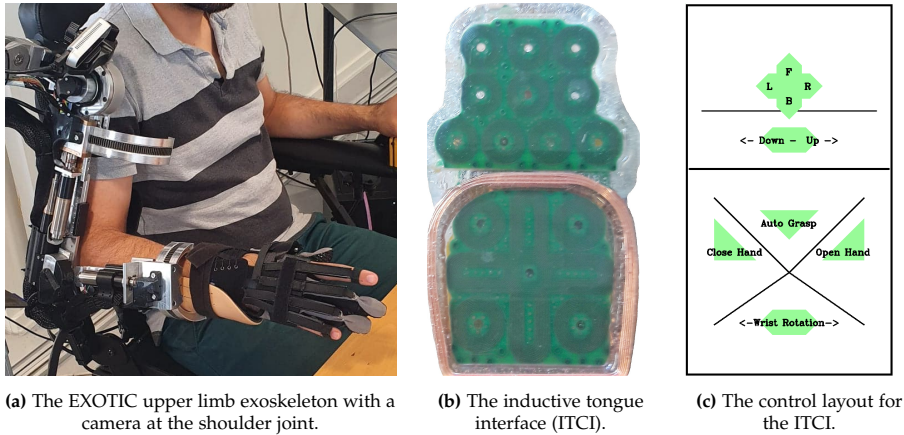 F
L R
B
<- Down - Up ->
Auto Grasp
Close Hand Open Hand
<-Wrist Rotation->
(a) The EXOTIC upper limb exoskeleton with a
camera at the shoulder joint.
(b) The inductive tongue
interface (ITCI).
(c) The control layout for
the ITCI.